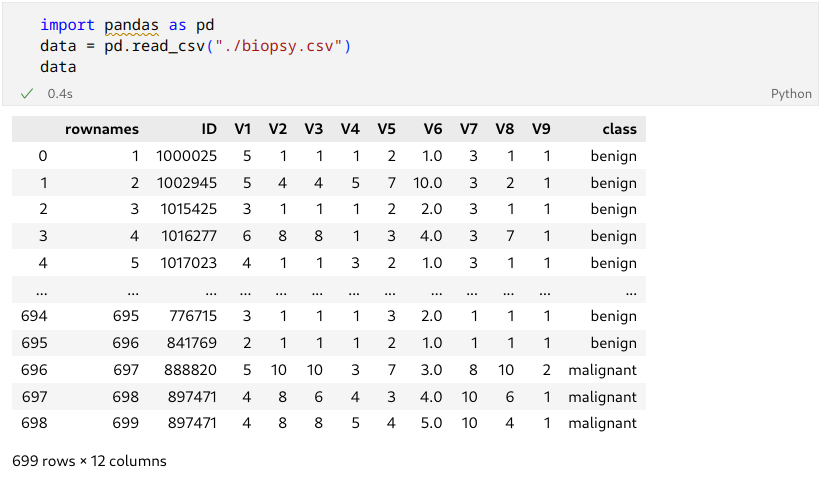 import pandas as pd
data = pd.read_csv("./biopsy.csv")
data
✓ 0.4s Python
rownames ID V1 V2 V3 V4 V5 V6 V7 V8 V9 class
0 1 1000025 5 1 1 1 2 1.0 3 1 1 benign
1 2 1002945 5 4 4 5 7 10.0 3 2 1 benign
2 3 1015425 3 1 1 1 2 2.0 3 1 1 benign
3 4 1016277 6 8 8 1 3 4.0 3 7 1 benign
4 5 1017023 4 1 1 3 2 1.0 3 1 1 benign
... ... ... ... ... ... ... ... ... ... ... ... ...
694 695 776715 3 1 1 1 3 2.0 1 1 1 benign
695 696 841769 2 1 1 1 2 1.0 1 1 1 benign
696 697 888820 5 10 10 3 7 3.0 8 10 2 malignant
697 698 897471 4 8 6 4 3 4.0 10 6 1 malignant
698 699 897471 4 8 8 5 4 5.0 10 4 1 malignant
699 rows × 12 columns